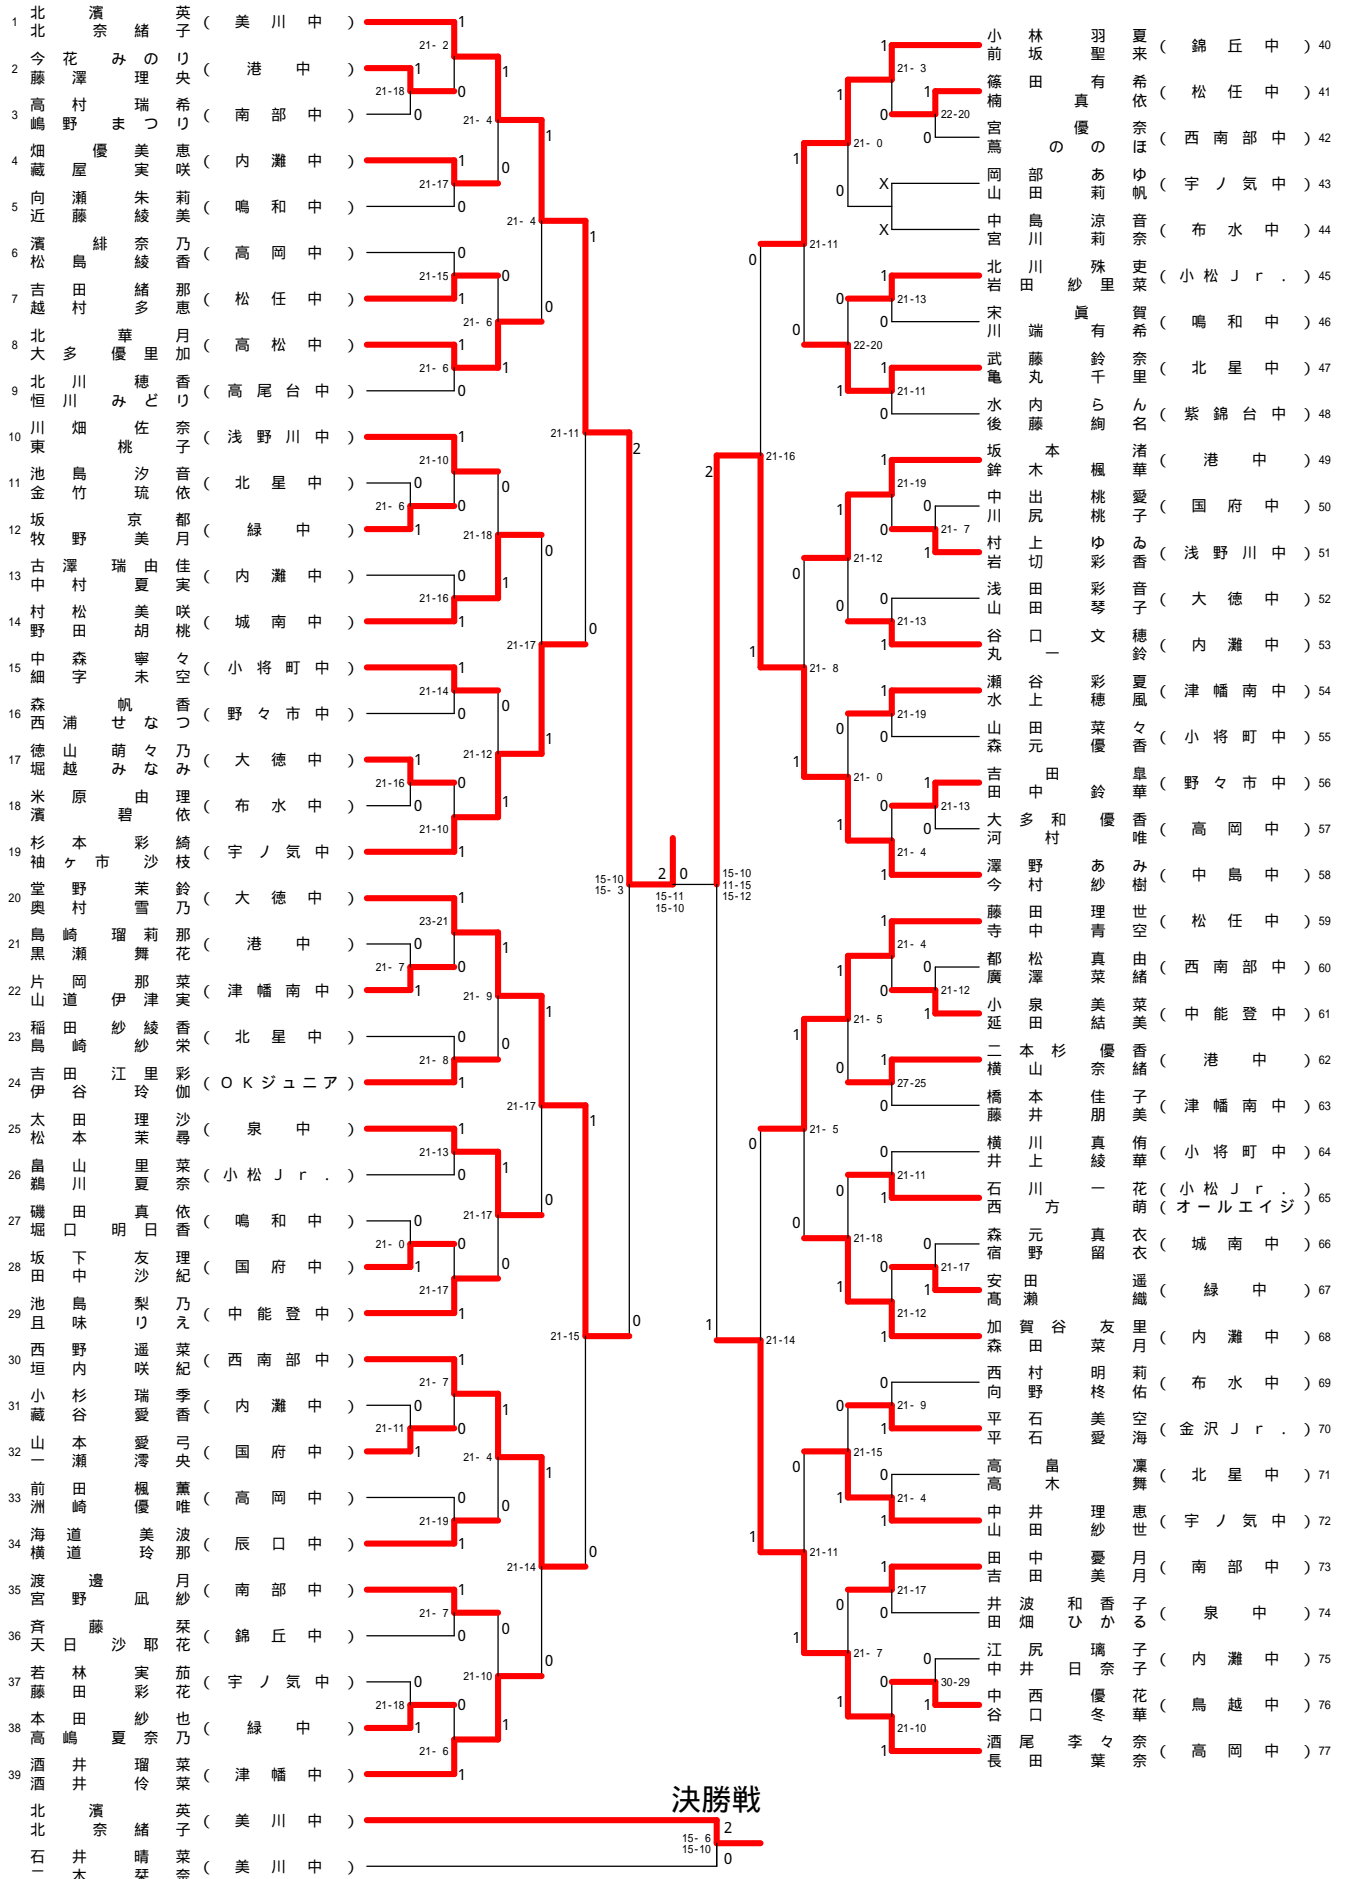 1 北濱 英 (美川中)
北 奈緒子
2 今花 みのり (港中)
藤澤 理央
3 高村 瑞希 (南部中)
嶋野 まつり
4 畑 優美恵 (内灘中)
藏屋 実咲
5 向瀬 朱莉 (鳴和中)
近藤 綾美
6 濱 緋奈乃 (高岡中)
松島 綾香
7 吉田 緒那 (松任中)
越村 多恵
8 北 華月 (高松中)
大多 優里加
9 北川 穂香 (高尾台中)
恒川 みどり
10 川畑 佐奈 (浅野川中)
東 桃子
11 池島 汐音 (北星中)
金竹 琉依
12 坂 京都 (緑中)
牧野 美月
13 古澤 瑞由佳 (内灘中)
中村 夏実
14 村松 美咲 (城南中)
野田 胡桃
15 中森 寧々 (小将町中)
細字 未空
16 森 帆香 (野々市中)
西浦 せなつ
17 徳山 萌々乃 (大徳中)
堀越 みなみ
18 米原 由理 (布水中)
濱 碧依
19 杉本 彩綺 (宇ノ気中)
袖ヶ市 沙枝
20 堂野 茉鈴 (大徳中)
奥村 雪乃
21 島崎 瑠莉那 (港中)
黒瀬 舞花
22 片岡 那菜 (津幡南中)
山道 伊津実
23 稲田 紗綾香 (北星中)
島崎 紗栄
24 吉田 江里彩 (OKジュニア)
伊谷 玲伽
25 太田 理沙 (泉中)
松本 茉尋
26 畠山 里菜 (小松Jr.)
鵜川 夏奈
27 磯田 真依 (鳴和中)
堀口 明日香
28 坂下 友理 (国府中)
田中 沙紀
29 池島 梨乃 (中能登中)
且味 りえ
30 西野 遥菜 (西南部中)
垣内 咲紀
31 小杉 瑞季 (内灘中)
藏谷 愛香
32 山本 愛弓 (国府中)
一瀬 澪央
33 前田 楓薫 (高岡中)
洲崎 優唯
34 海道 美波 (辰口中)
横道 玲那
35 渡邊 月 (南部中)
宮野 凪紗
36 斉藤 栞 (錦丘中)
天日 沙耶花
37 若林 実茄 (宇ノ気中)
藤田 彩花
38 本田 紗也 (緑中)
高嶋 夏奈乃
39 酒井 瑠菜 (津幡中)
酒井 伶菜
小林 羽夏 (錦丘中) 40
前坂 聖来
篠田 有希 (松任中) 41
楠 真依
宮 優奈 (西南部中) 42
蔦 ののほ
岡部 あゆ (宇ノ気中) 43
山田 莉帆
中島 涼音 (布水中) 44
宮川 莉奈
北川 殊吏 (小松Jr.) 45
岩田 紗里菜
宋 眞賀 (鳴和中) 46
川端 有希
武藤 鈴奈 (北星中) 47
亀丸 千里
水内 らん (紫錦台中) 48
後藤 絢名
坂本 渚 (港中) 49
鉾木 楓華
中出 桃愛 (国府中) 50
川尻 桃子
村上 ゆゐ (浅野川中) 51
岩切 彩香
浅田 彩音 (大徳中) 52
山田 琴子
谷口 文穂 (内灘中) 53
丸一 鈴
瀬谷 彩夏 (津幡南中) 54
水上 穂風
山田 菜々 (小将町中) 55
森元 優香
吉田 皐 (野々市中) 56
田中 鈴華
大多和 優香 (高岡中) 57
河村 唯
澤野 あみ (中島中) 58
今村 紗樹
藤田 理世 (松任中) 59
寺中 青空
都松 真由 (西南部中) 60
廣澤 菜緒
小泉 美菜 (中能登中) 61
延田 結美
二本杉 優香 (港中) 62
横山 奈緒
橋本 佳子 (津幡南中) 63
藤井 朋美
横川 真侑 (小将町中) 64
井上 綾華
石川 一花 (小松Jr.) 65
西方 萌 (オールエイジ)
森元 真衣 (城南中) 66
宿野 留衣
安田 遥 (緑中) 67
髙瀬 織
加賀谷 友里 (内灘中) 68
森田 菜月
西村 明莉 (布水中) 69
向野 柊佑
平石 美空 (金沢Jr.) 70
平石 愛海
高畠 凜 (北星中) 71
高木 舞
中井 理恵 (宇ノ気中) 72
山田 紗世
田中 憂月 (南部中) 73
吉田 美月
井波 和香子 (泉中) 74
田畑 ひかる
江尻 璃子 (内灘中) 75
中井 日奈子
中西 優花 (鳥越中) 76
谷口 冬華
酒尾 李々奈 (高岡中) 77
長田 葉奈
15-10
15- 3
2 0
15-11
15-10
15-10
11-15
15-12
決勝戦
北濱 英 (美川中) 2
北 奈緒子
15- 6
15-10
石井 晴菜 (美川中) 0
二木 栞奈